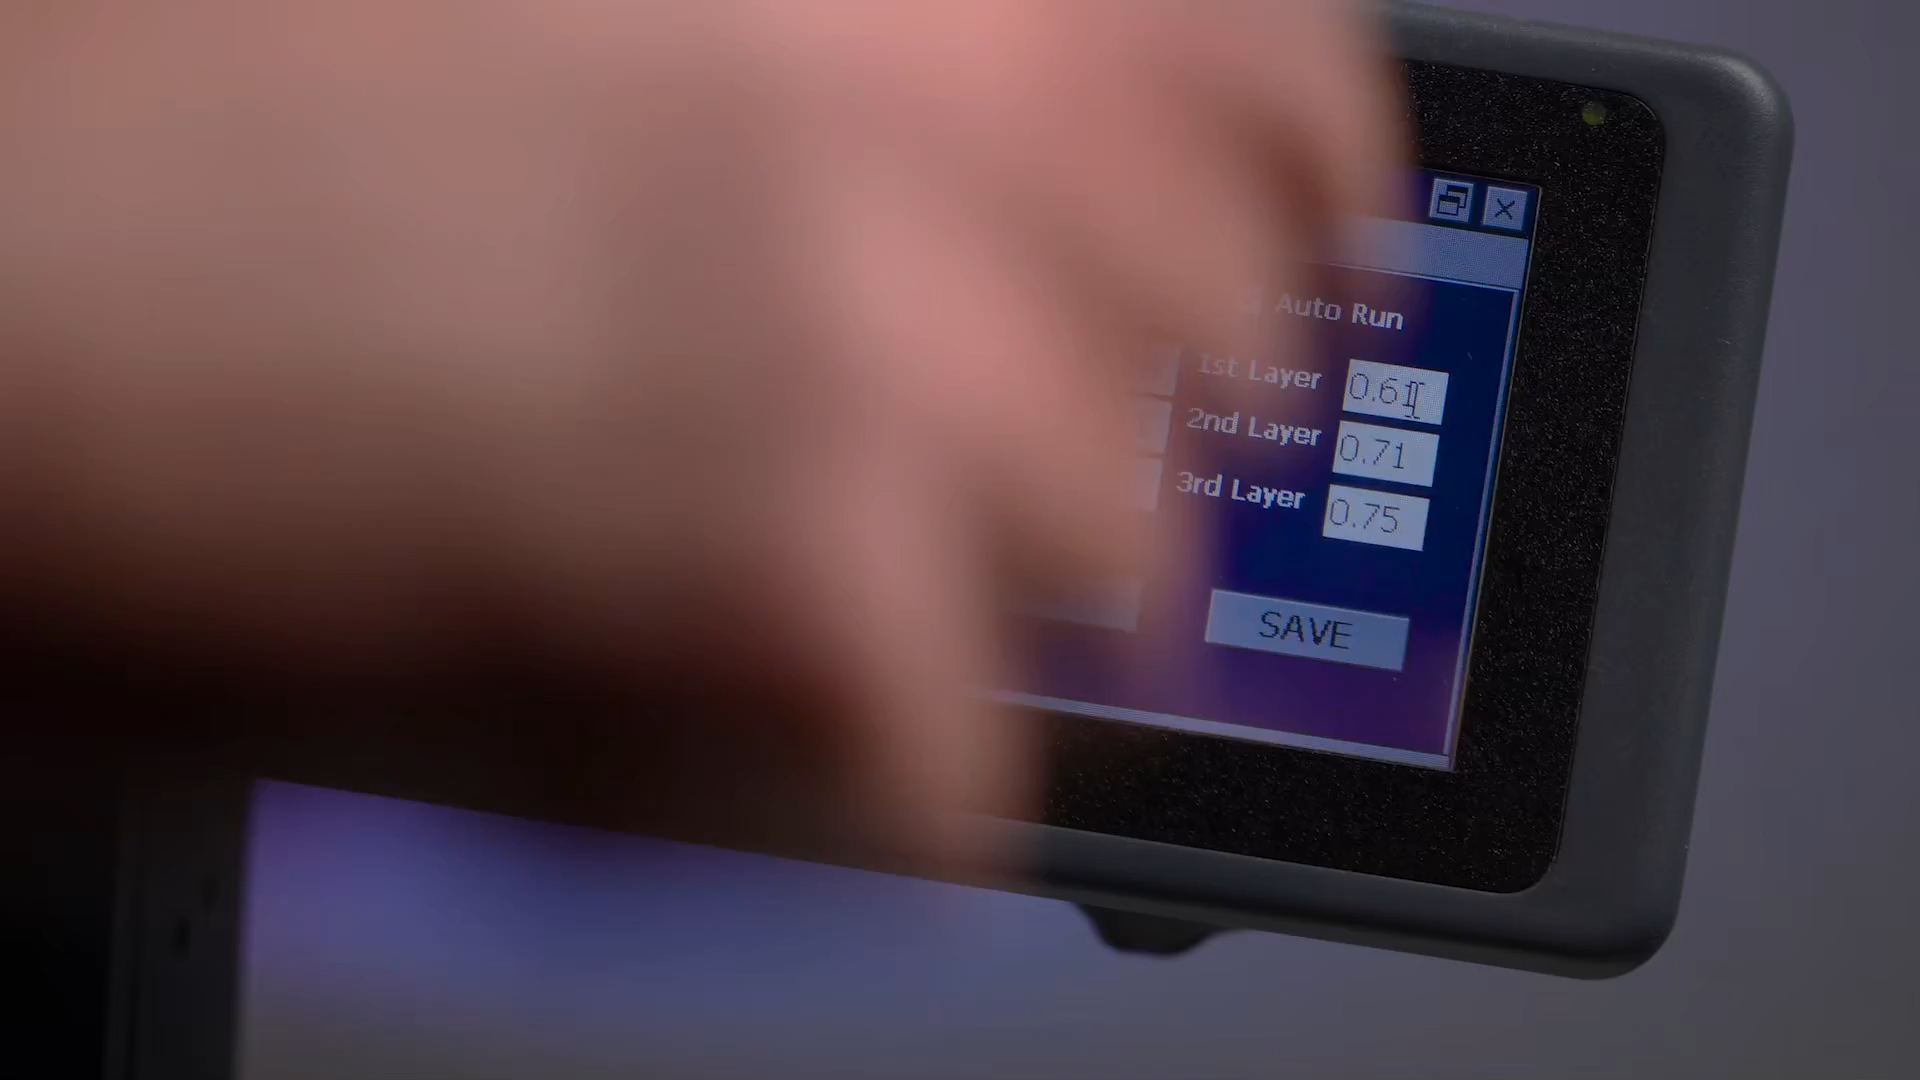 Auto Run
1st Layer 0.61
2nd Layer 0.71
3rd Layer 0.75
SAVE